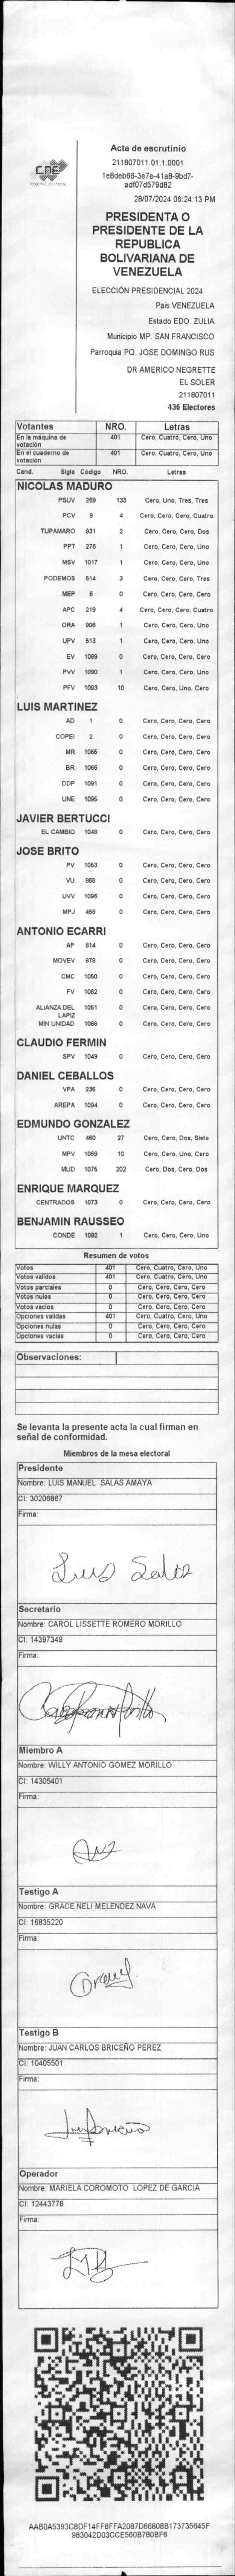 CNE
Acta de escrutinio
211807011.01.1.0001
1e8deb66-3e7e-41a8-9bd7-
adf07d579d82
28/07/2024 06:24:13 PM
PRESIDENTA O
PRESIDENTE DE LA
REPUBLICA
BOLIVARIANA DE
VENEZUELA
ELECCIÓN PRESIDENCIAL 2024
Pais VENEZUELA
Estado EDO. ZULIA
Municipio MP. SAN FRANCISCO
Parroquia PQ. JOSE DOMINGO RUS
DR AMERICO NEGRETTE
EL SOLER
211807011
436 Electores
Votantes NRO. Letras
En la máquina de votación 401 Cero, Cuatro, Cero, Uno
En el cuaderno de votación 401 Cero, Cuatro, Cero, Uno
Cand. Sigla Código NRO. Letras
NICOLAS MADURO
PSUV 269 133 Cero, Uno, Tres, Tres
PCV 9 4 Cero, Cero, Cero, Cuatro
TUPAMARO 931 2 Cero, Cero, Cero, Dos
PPT 276 1 Cero, Cero, Cero, Uno
MSV 1017 1 Cero, Cero, Cero, Uno
PODEMOS 514 3 Cero, Cero, Cero, Tres
MEP 6 0 Cero, Cero, Cero, Cero
APC 219 4 Cero, Cero, Cero, Cuatro
ORA 906 1 Cero, Cero, Cero, Uno
UPV 513 1 Cero, Cero, Cero, Uno
EV 1089 0 Cero, Cero, Cero, Cero
PVV 1090 1 Cero, Cero, Cero, Uno
PFV 1093 10 Cero, Cero, Uno, Cero
LUIS MARTINEZ
AD 1 0 Cero, Cero, Cero, Cero
COPEI 2 0 Cero, Cero, Cero, Cero
MR 1065 0 Cero, Cero, Cero, Cero
BR 1066 0 Cero, Cero, Cero, Cero
DDP 1091 0 Cero, Cero, Cero, Cero
UNE 1095 0 Cero, Cero, Cero, Cero
JAVIER BERTUCCI
EL CAMBIO 1046 0 Cero, Cero, Cero, Cero
JOSE BRITO
PV 1053 0 Cero, Cero, Cero, Cero
VU 868 0 Cero, Cero, Cero, Cero
UVV 1096 0 Cero, Cero, Cero, Cero
MPJ 458 0 Cero, Cero, Cero, Cero
ANTONIO ECARRI
AP 814 0 Cero, Cero, Cero, Cero
MOVEV 978 0 Cero, Cero, Cero, Cero
CMC 1050 0 Cero, Cero, Cero, Cero
FV 1052 0 Cero, Cero, Cero, Cero
ALIANZA DEL LAPIZ 1051 0 Cero, Cero, Cero, Cero
MIN UNIDAD 1068 0 Cero, Cero, Cero, Cero
CLAUDIO FERMIN
SPV 1049 0 Cero, Cero, Cero, Cero
DANIEL CEBALLOS
VPA 236 0 Cero, Cero, Cero, Cero
AREPA 1094 0 Cero, Cero, Cero, Cero
EDMUNDO GONZALEZ
UNTC 460 27 Cero, Cero, Dos, Siete
MPV 1069 10 Cero, Cero, Uno, Cero
MUD 1075 202 Cero, Dos, Cero, Dos
ENRIQUE MARQUEZ
CENTRADOS 1073 0 Cero, Cero, Cero, Cero
BENJAMIN RAUSSEO
CONDE 1092 1 Cero, Cero, Cero, Uno
Resumen de votos
Votos 401 Cero, Cuatro, Cero, Uno
Votos validos 401 Cero, Cuatro, Cero, Uno
Votos parciales 0 Cero, Cero, Cero, Cero
Votos nulos 0 Cero, Cero, Cero, Cero
Votos vacios 0 Cero, Cero, Cero, Cero
Opciones validas 401 Cero, Cuatro, Cero, Uno
Opciones nulas 0 Cero, Cero, Cero, Cero
Opciones vacias 0 Cero, Cero, Cero, Cero
Observaciones:
Se levanta la presente acta la cual firman en
señal de conformidad.
Miembros de la mesa electoral
Presidente
Nombre: LUIS MANUEL SALAS AMAYA
CI: 30206867
Firma:
Luis Salas
Secretario
Nombre: CAROL LISSETTE ROMERO MORILLO
CI: 14397349
Firma:
Miembro A
Nombre: WILLY ANTONIO GOMEZ MORILLO
CI: 14305401
Firma:
Testigo A
Nombre: GRACE NELI MELENDEZ NAVA
CI: 16835220
Firma:
Testigo B
Nombre: JUAN CARLOS BRICEÑO PEREZ
CI: 10405501
Firma:
Operador
Nombre: MARIELA COROMOTO LOPEZ DE GARCIA
CI: 12443778
Firma:
AAB0A5393C8DF14FF8FFA2087D66808B173735645F
983042D03CCE560B780BF6